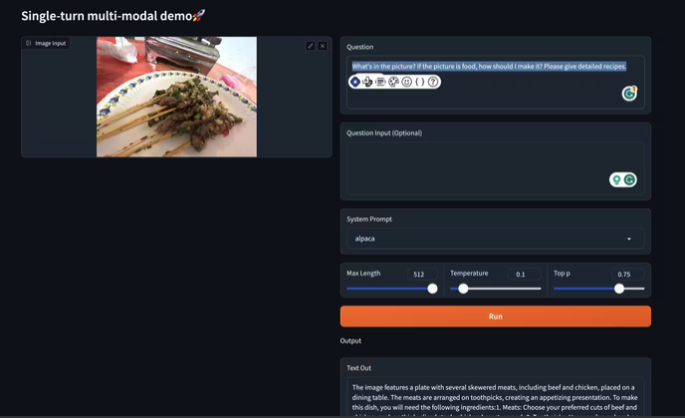 Single-turn multi-modal demo🚀
Image Input
Question
What's in the picture? If the picture is food, how should I make it? Please give detailed recipes.
Question Input (Optional)
System Prompt
alpaca
Max Length 512 Temperature 0.1 Top p 0.75
Run
Output
Text Out
The image features a plate with several skewered meats, including beef and chicken, placed on a
dining table. The meats are arranged on toothpicks, creating an appetizing presentation. To make
this dish, you will need the following ingredients:1. Meats: Choose your preferred cuts of beef and